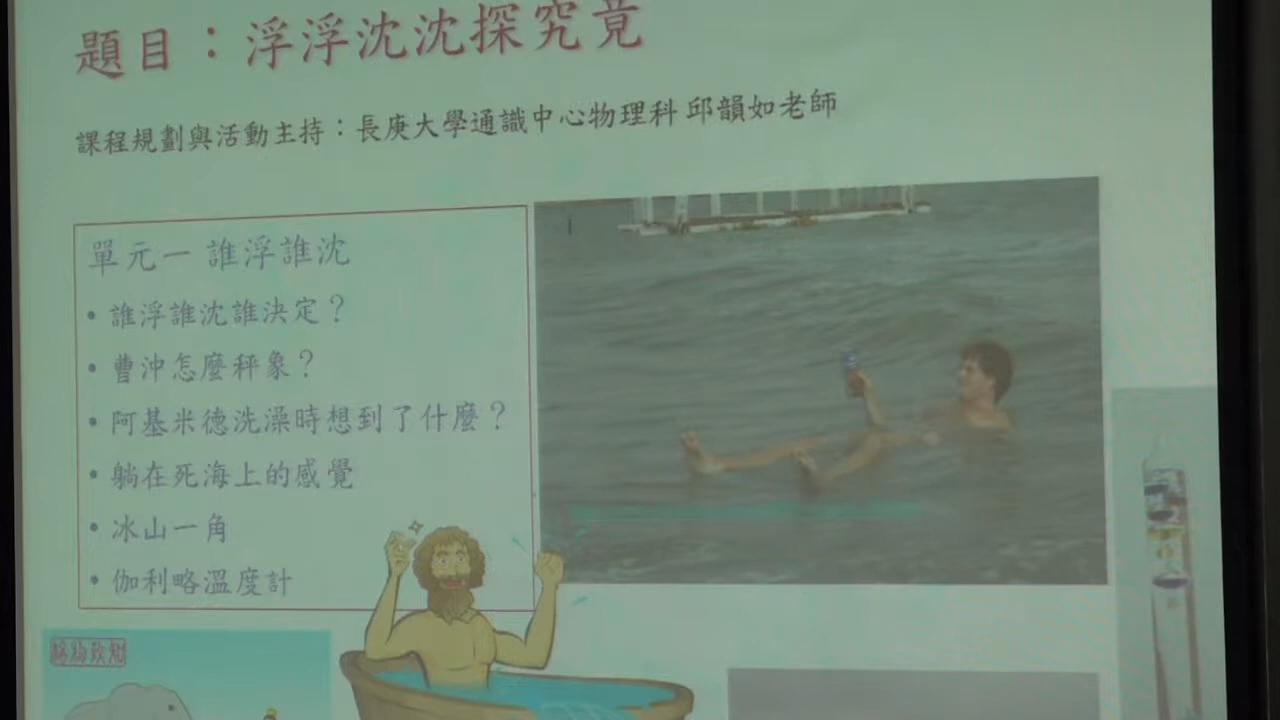 題目：浮浮沈沈探究竟
課程規劃與活動主持：長庚大學通識中心物理科 邱韻如老師
單元一 誰浮誰沈
• 誰浮誰沈誰決定？
• 曹沖怎麼秤象？
• 阿基米德洗澡時想到了什麼？
• 躺在死海上的感覺
• 冰山一角
• 伽利略溫度計
格物致知